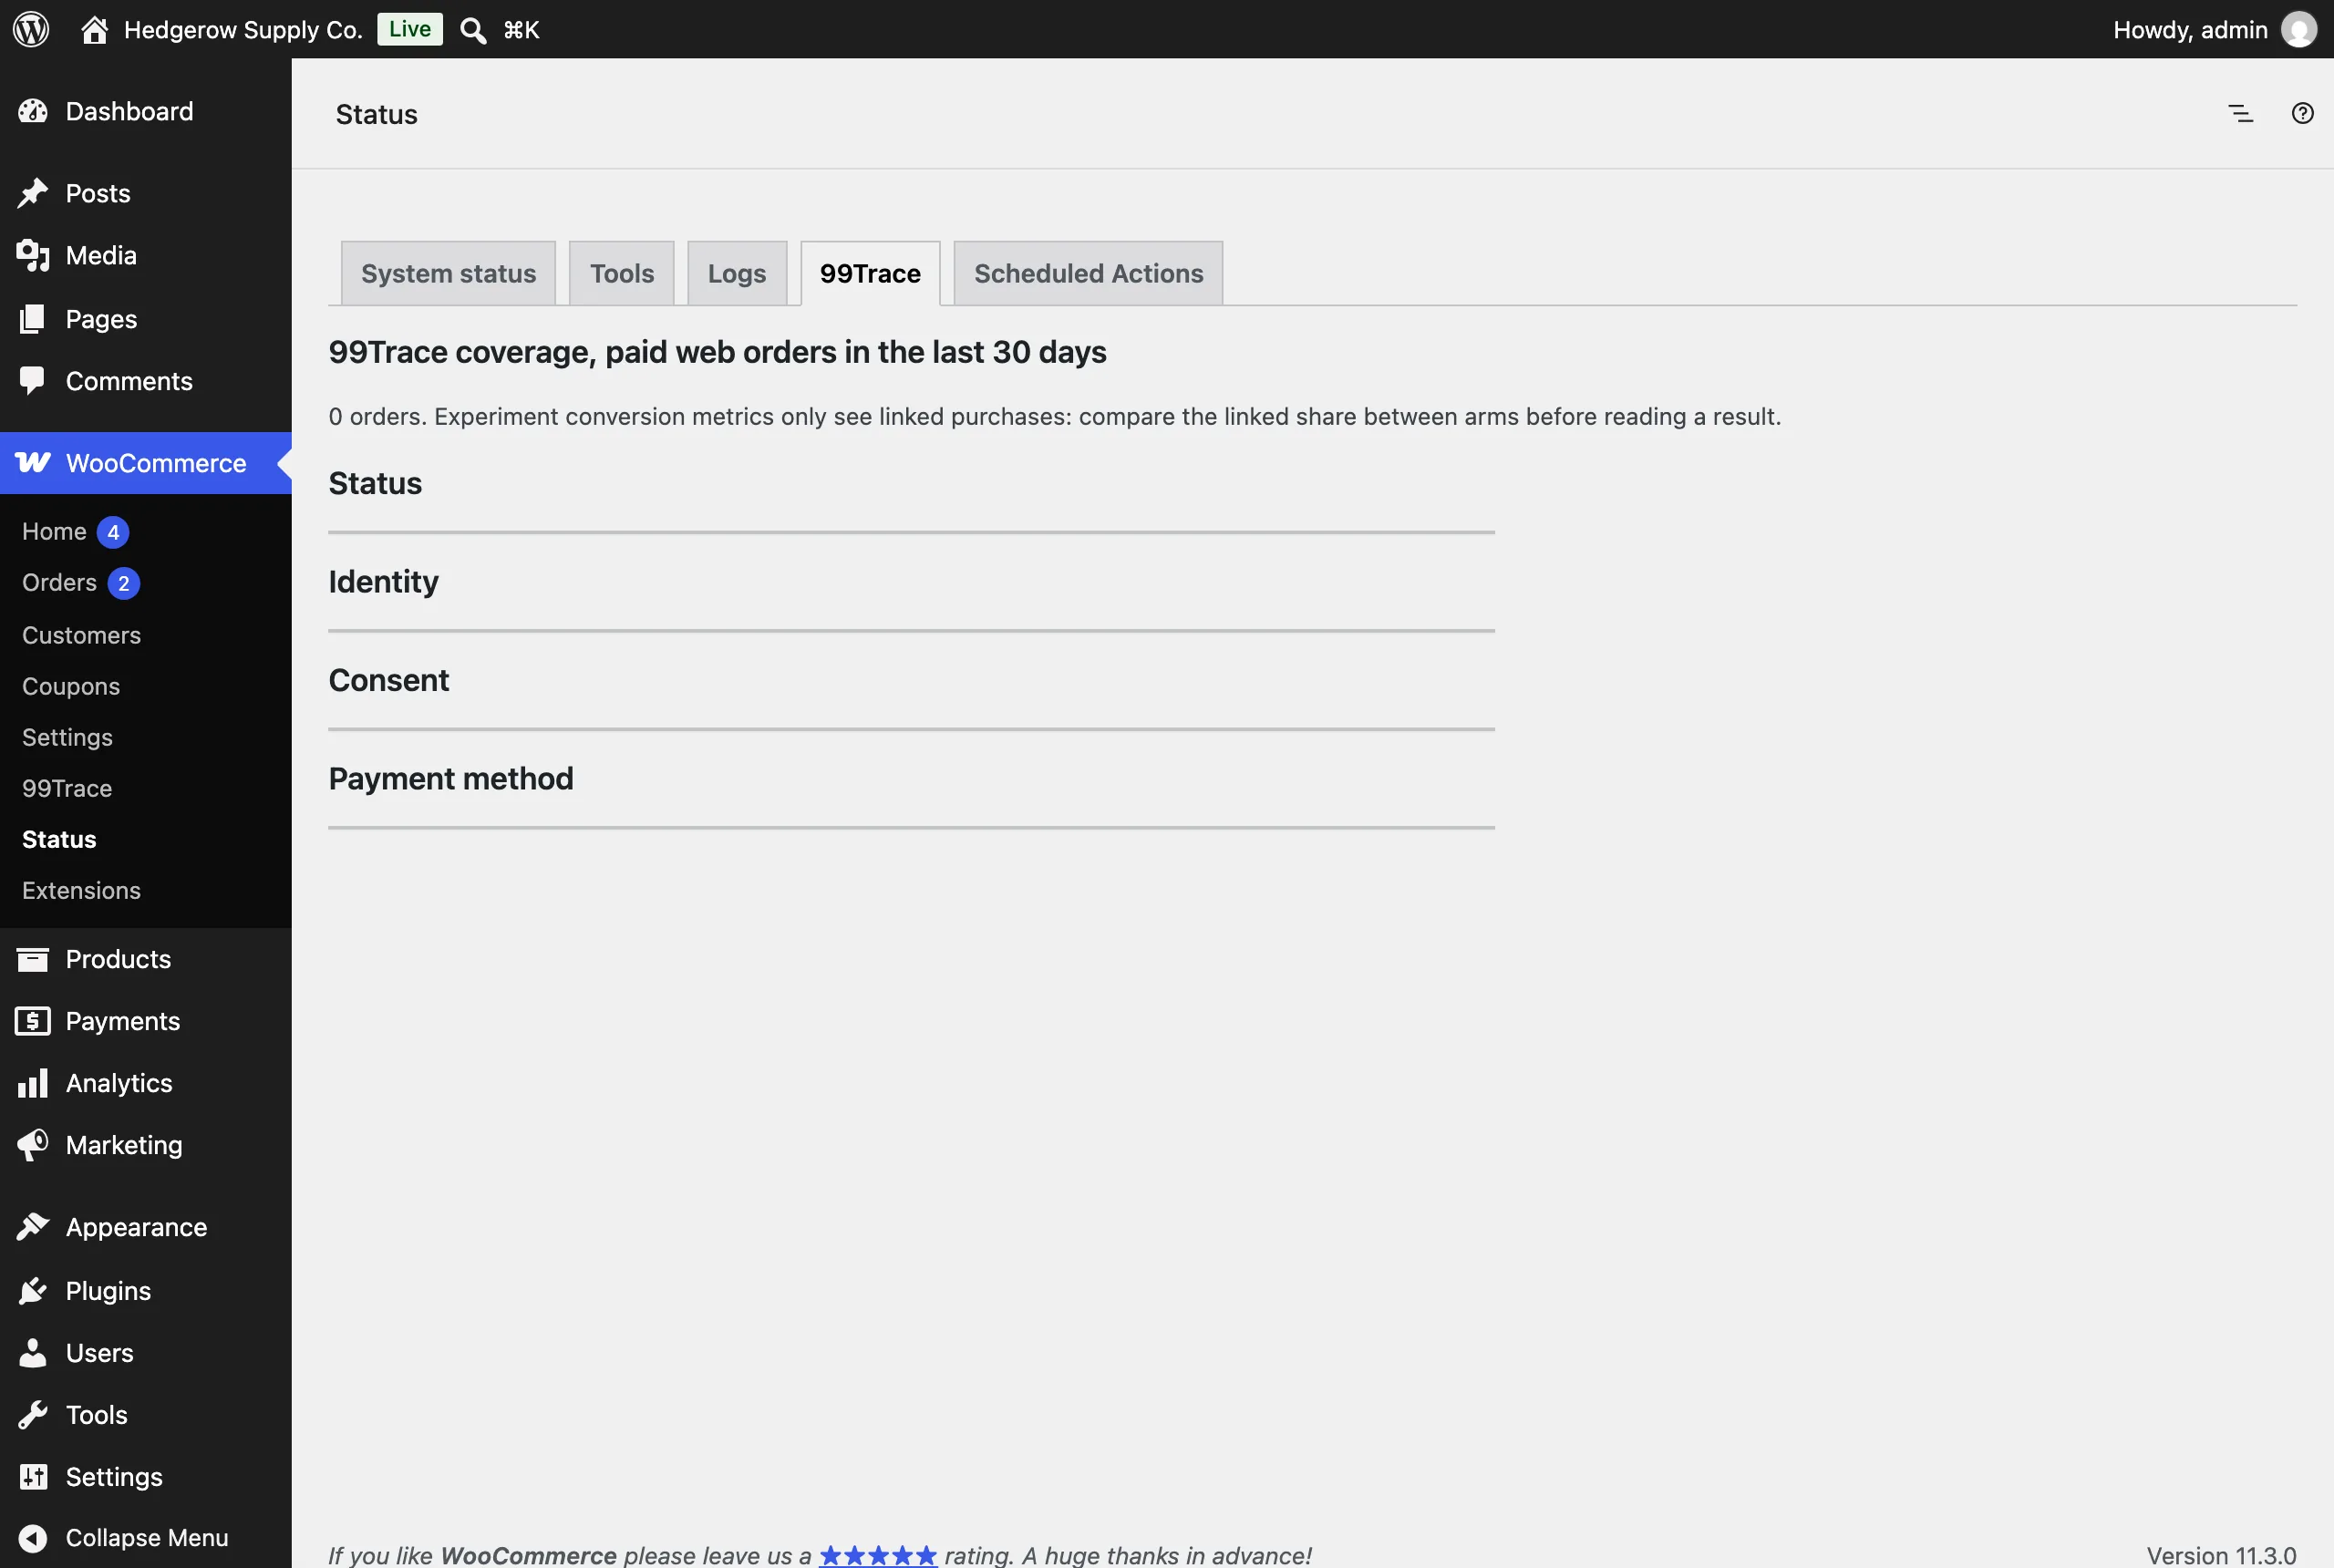 Hedgerow Supply Co. Live ⌘K Howdy, admin
Dashboard
Posts
Media
Pages
Comments
WooCommerce
Home 4
Orders 2
Customers
Coupons
Settings
99Trace
Status
Extensions
Products
Payments
Analytics
Marketing
Appearance
Plugins
Users
Tools
Settings
Collapse Menu
Status
System status Tools Logs 99Trace Scheduled Actions
99Trace coverage, paid web orders in the last 30 days
0 orders. Experiment conversion metrics only see linked purchases: compare the linked share between arms before reading a result.
Status
Identity
Consent
Payment method
If you like WooCommerce please leave us a ★★★★★ rating. A huge thanks in advance!
Version 11.3.0